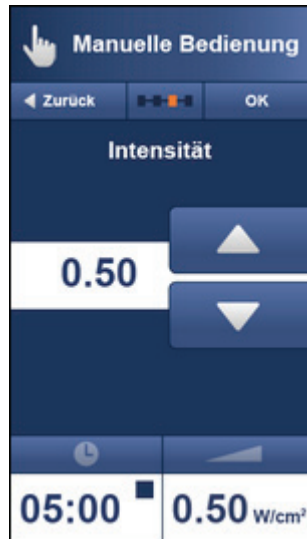 Manuelle Bedienung
Zurück OK
Intensität
0.50
05:00 0.50 W/cm²